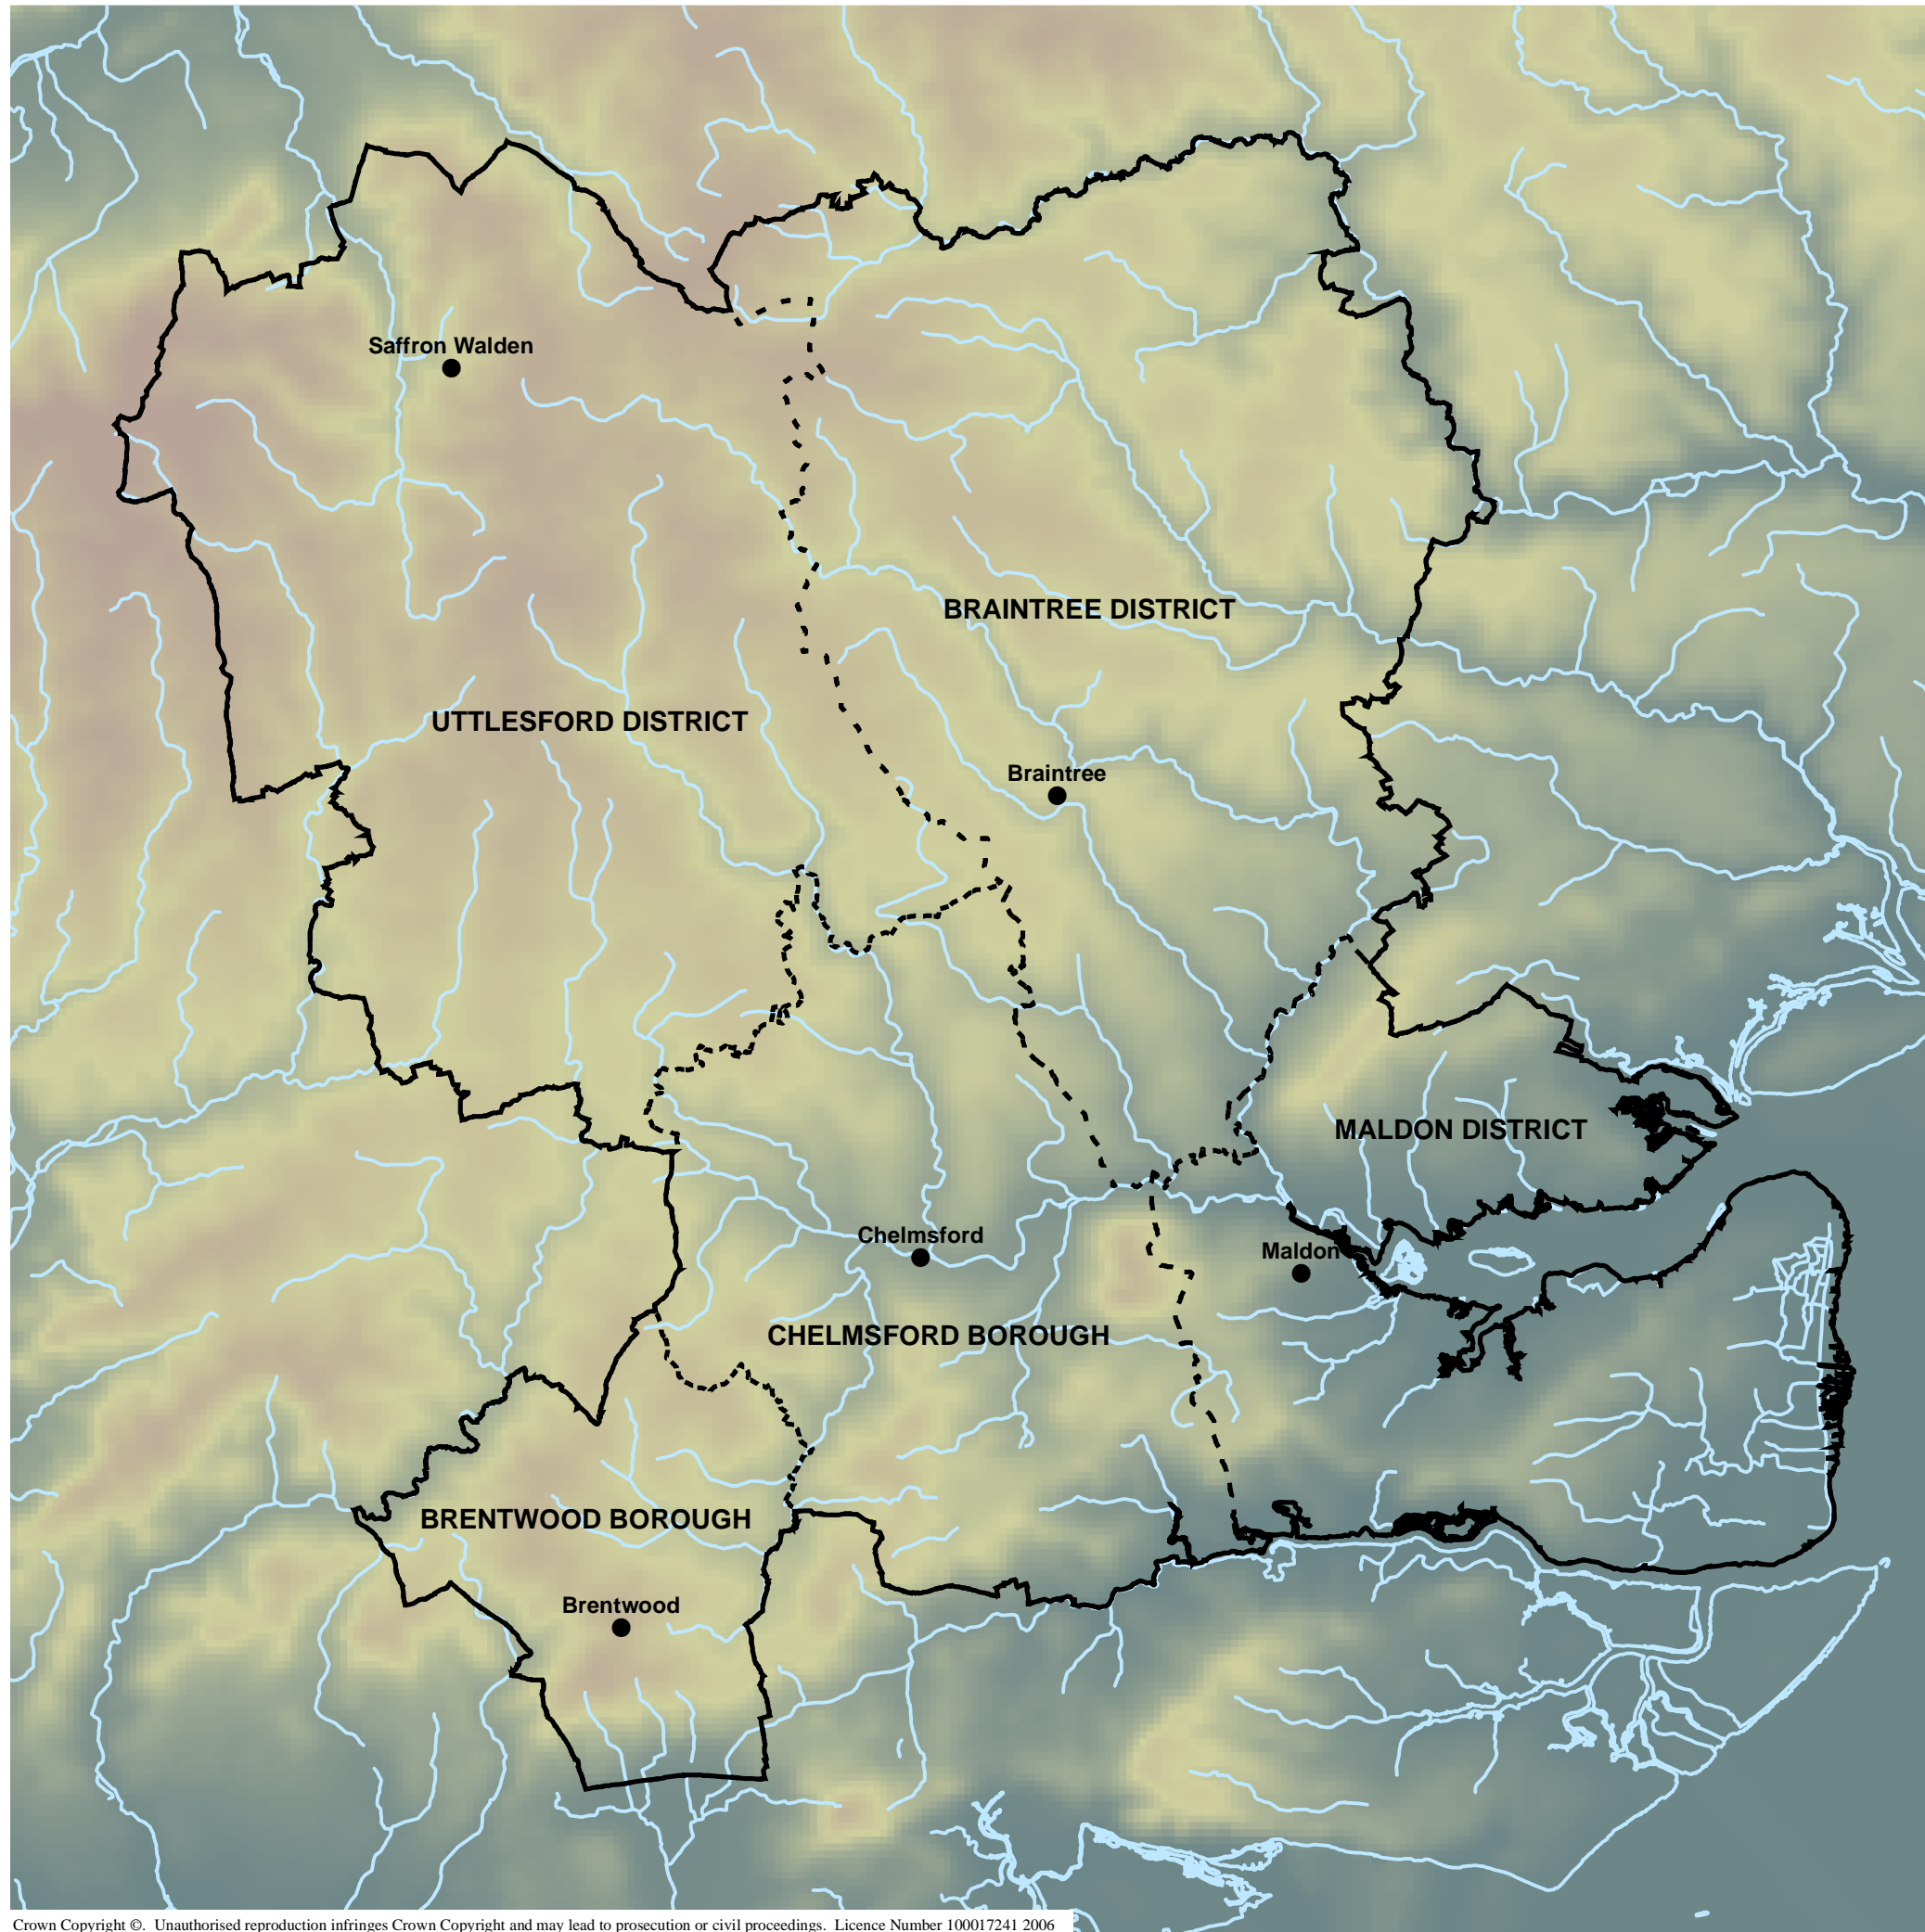 Saffron Walden
BRAINTREE DISTRICT
UTTLESFORD DISTRICT
Braintree
MALDON DISTRICT
Chelmsford
Maldon
CHELMSFORD BOROUGH
BRENTWOOD BOROUGH
Brentwood
Crown Copyright ©. Unauthorised reproduction infringes Crown Copyright and may lead to prosecution or civil proceedings. Licence Number 100017241 2006